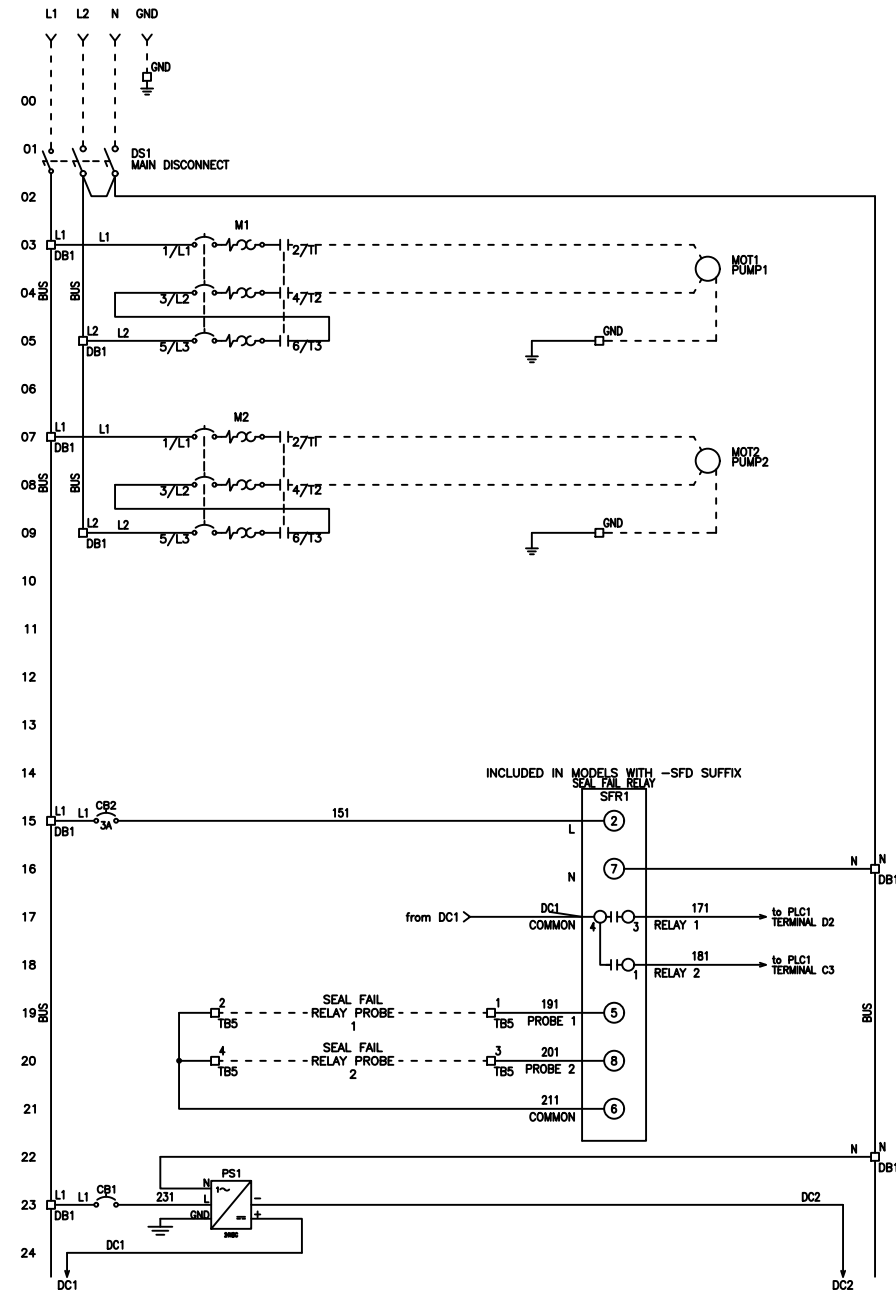 L1 L2 N GND
GND
00
01 DS1
MAIN DISCONNECT
02
M1
03 L1 L1 1/L1 2/T1
DB1
MOT1
PUMP1
BUS BUS
04 3/L2 4/T2
05 L2 L2 5/L3 6/T3 GND
DB1
06
M2
07 L1 L1 1/L1 2/T1
DB1
MOT2
PUMP2
BUS BUS
08 3/L2 4/T2
09 L2 L2 5/L3 6/T3 GND
DB1
10
11
12
13
14 INCLUDED IN MODELS WITH -SFD SUFFIX
SEAL FAIL RELAY
SFR1
15 L1 L1 CB2 151 2
DB1 3A L
16 N 7 N N
DB1
17 from DC1 DC1 171 to PLC1
COMMON 4 3 RELAY 1 TERMINAL D2
18 181 to PLC1
1 RELAY 2 TERMINAL C3
19 BUS 2 SEAL FAIL 1 191 5 BUS
TB5 RELAY PROBE TB5 PROBE 1
1
20 4 SEAL FAIL 3 201 8
TB5 RELAY PROBE TB5 PROBE 2
2
21 211 6
COMMON
22 N N
DB1
PS1
N 1~
23 L1 L1 CB1 231 L - DC2
DB1 GND +
24 DC1
DC1 DC2